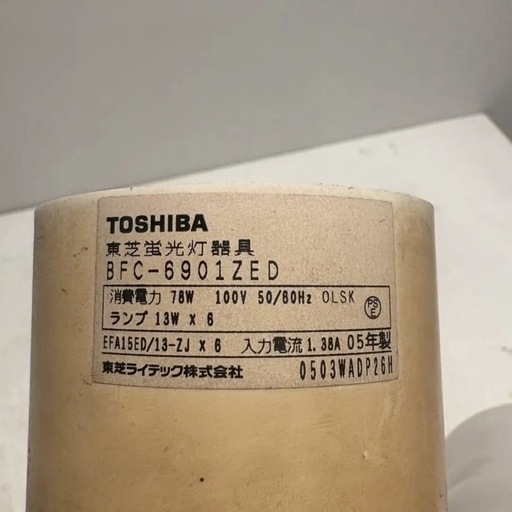 TOSHIBA
東芝蛍光灯器具
BFC-6901ZED
消費電力 78W 100V 50/60Hz OLSK PS E
ランプ 13W x 6
EFA15ED/13-ZJ x 6 入力電流 1.38A 05年製
東芝ライテック株式会社 0503WADP26H